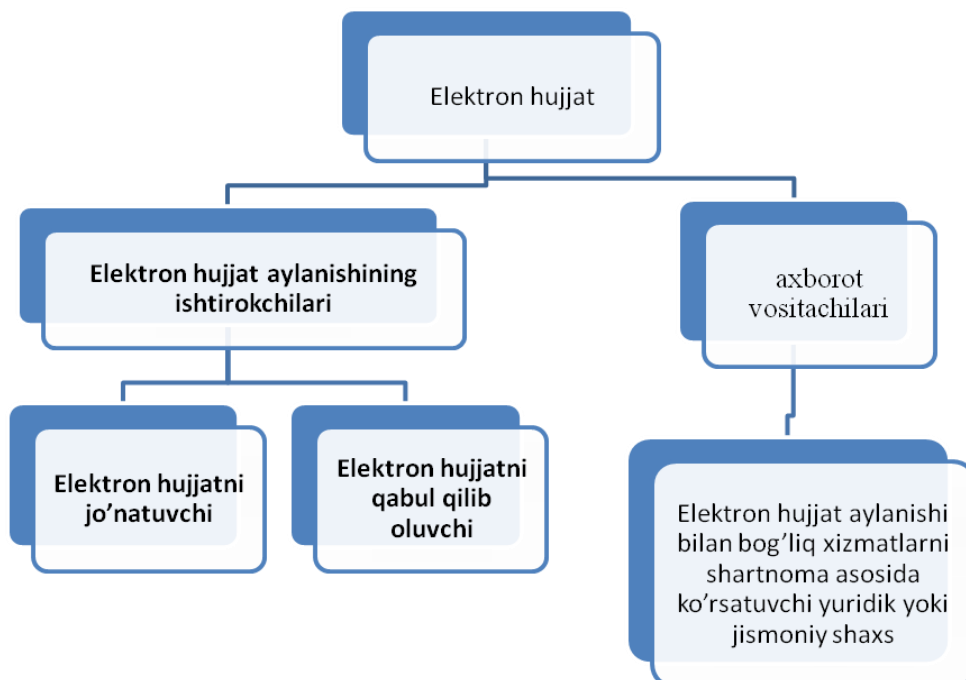 Elektron hujjat
Elektron hujjat aylanishining
ishtirokchilari
axborot
vositachilari
Elektron hujjatni
jo’natuvchi
Elektron hujjatni
qabul qilib
oluvchi
Elektron hujjat aylanishi
bilan bog’liq xizmatlarni
shartnoma asosida
ko’rsatuvchi yuridik yoki
jismoniy shaxs